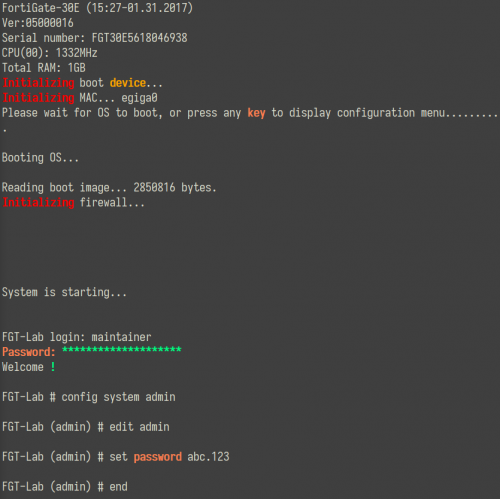 FortiGate-30E (15:27-01.31.2017)
Ver:05000016
Serial number: FGT30E5618046938
CPU(00): 1332MHz
Total RAM: 1GB
Initializing boot device...
Initializing MAC... egiga0
Please wait for OS to boot, or press any key to display configuration menu.........
.
Booting OS...
Reading boot image... 2850816 bytes.
Initializing firewall...
System is starting...
FGT-Lab login: maintainer
Password: ********************
Welcome !
FGT-Lab # config system admin
FGT-Lab (admin) # edit admin
FGT-Lab (admin) # set password abc.123
FGT-Lab (admin) # end